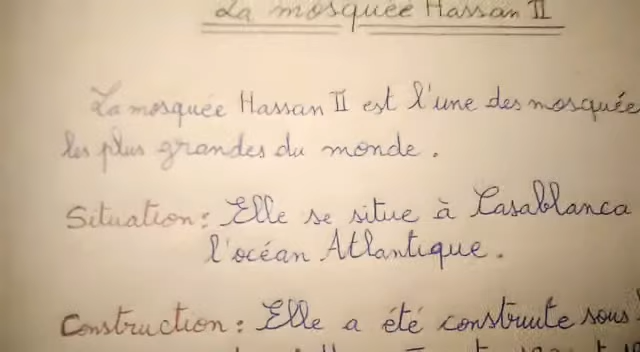 La mosquée Hassan II
La mosquée Hassan II est l'une des mosquée
les plus grandes du monde.
Situation : Elle se situe à Casablanca
l'océan Atlantique.
Construction : Elle a été construite sous